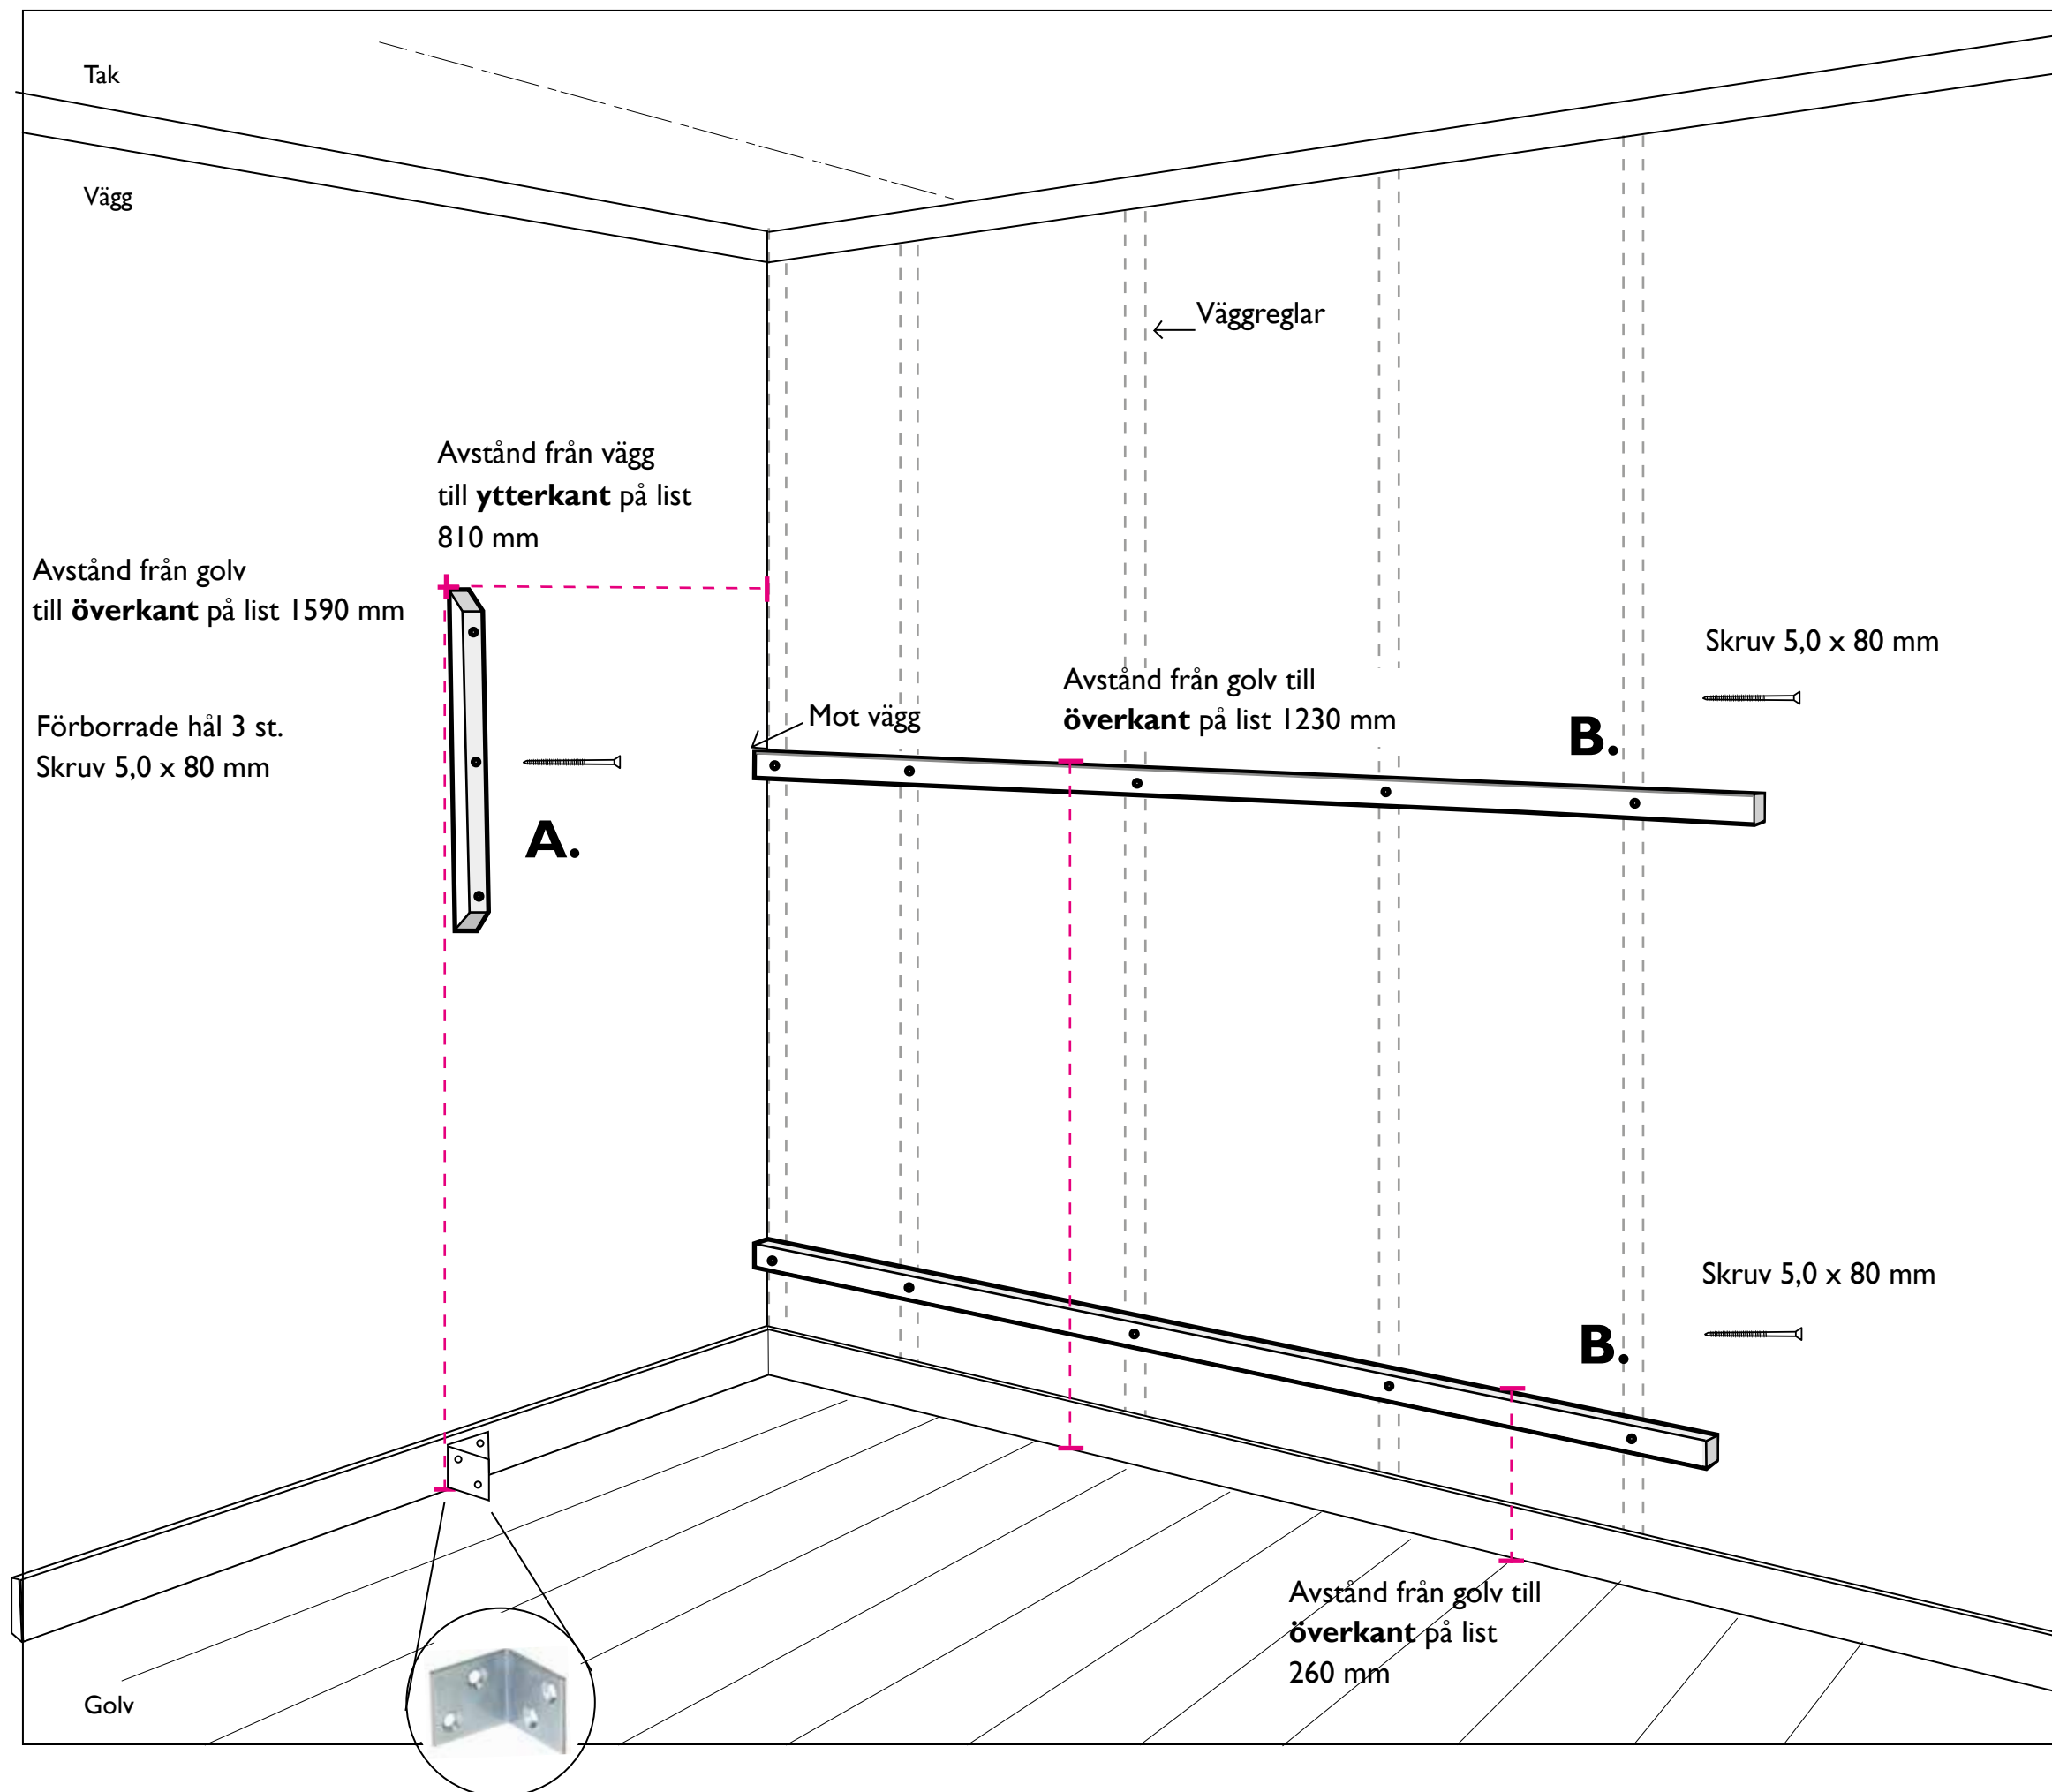 Tak
Vägg
Väggreglar
Avstånd från vägg
till ytterkant på list
810 mm
Avstånd från golv
till överkant på list 1590 mm
Förborrade hål 3 st.
Skruv 5,0 x 80 mm
A.
Mot vägg
Avstånd från golv till
överkant på list 1230 mm
B.
Skruv 5,0 x 80 mm
Skruv 5,0 x 80 mm
B.
Avstånd från golv till
överkant på list
260 mm
Golv